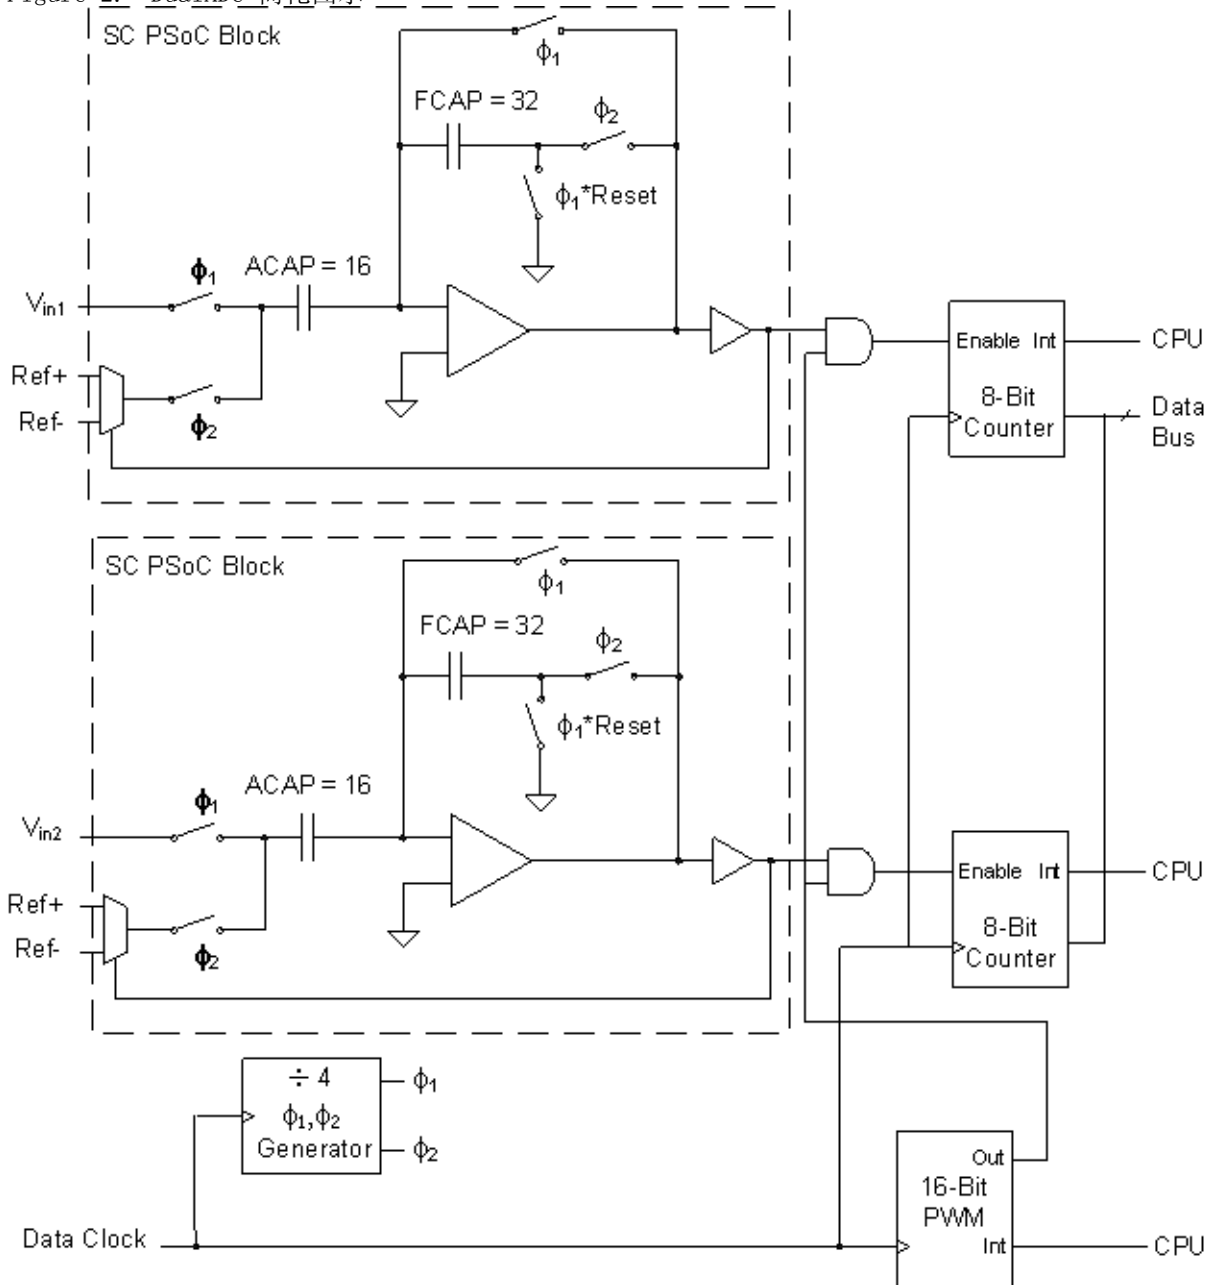 SC PSoC Block
ϕ1
FCAP = 32
ϕ2
ϕ1*Reset
ϕ1
ACAP = 16
Vin1
Ref+
Ref-
ϕ2
Enable Int
8-Bit
Counter
CPU
Data
Bus
SC PSoC Block
ϕ1
FCAP = 32
ϕ2
ϕ1*Reset
ϕ1
ACAP = 16
Vin2
Ref+
Ref-
ϕ2
Enable Int
8-Bit
Counter
CPU
÷ 4
ϕ1,ϕ2
Generator
ϕ1
ϕ2
Data Clock
Out
16-Bit
PWM
Int
CPU